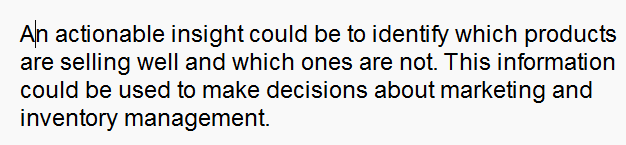 An actionable insight could be to identify which products
are selling well and which ones are not. This information
could be used to make decisions about marketing and
inventory management.